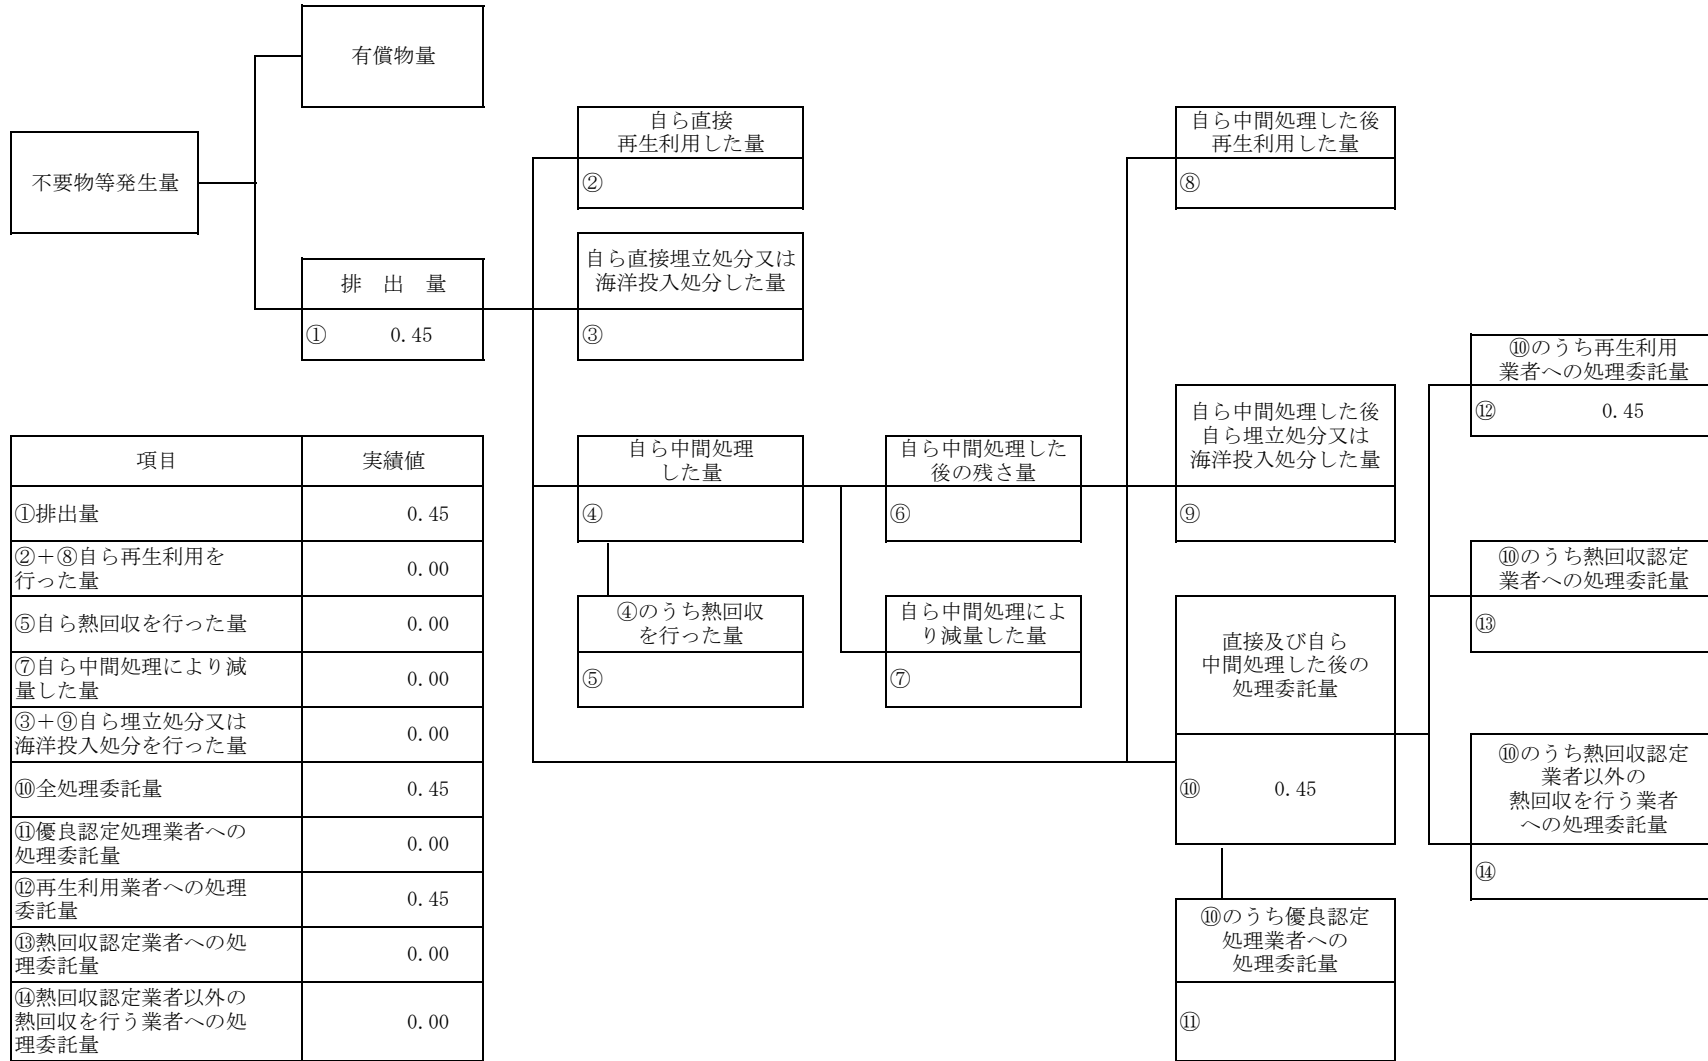 有償物量
不要物等発生量
排 出 量
① 0.45
自ら直接
再生利用した量
②
自ら直接埋立処分又は
海洋投入処分した量
③
自ら中間処理
した量
④
④のうち熱回収
を行った量
⑤
自ら中間処理した
後の残さ量
⑥
自ら中間処理によ
り減量した量
⑦
自ら中間処理した後
再生利用した量
⑧
自ら中間処理した後
自ら埋立処分又は
海洋投入処分した量
⑨
直接及び自ら
中間処理した後の
処理委託量
⑩ 0.45
⑩のうち優良認定
処理業者への
処理委託量
⑪
⑩のうち再生利用
業者への処理委託量
⑫ 0.45
⑩のうち熱回収認定
業者への処理委託量
⑬
⑩のうち熱回収認定
業者以外の
熱回収を行う業者
への処理委託量
⑭
項目 実績値
①排出量 0.45
②+⑧自ら再生利用を
行った量 0.00
⑤自ら熱回収を行った量 0.00
⑦自ら中間処理により減
量した量 0.00
③+⑨自ら埋立処分又は
海洋投入処分を行った量 0.00
⑩全処理委託量 0.45
⑪優良認定処理業者への
処理委託量 0.00
⑫再生利用業者への処理
委託量 0.45
⑬熱回収認定業者への処
理委託量 0.00
⑭熱回収認定業者以外の
熱回収を行う業者への処
理委託量 0.00